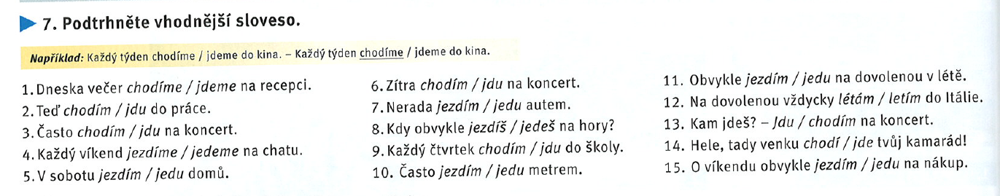 7. Podtrhněte vhodnější sloveso.
Například: Každý týden chodíme / jdeme do kina. – Každý týden chodíme / jdeme do kina.
1. Dneska večer chodíme / jdeme na recepci.
2. Teď chodím / jdu do práce.
3. Často chodím / jdu na koncert.
4. Každý víkend jezdíme / jedeme na chatu.
5. V sobotu jezdím / jedu domů.
6. Zítra chodím / jdu na koncert.
7. Nerada jezdím / jedu autem.
8. Kdy obvykle jezdíš / jedeš na hory?
9. Každý čtvrtek chodím / jdu do školy.
10. Často jezdím / jedu metrem.
11. Obvykle jezdím / jedu na dovolenou v létě.
12. Na dovolenou vždycky létám / letím do Itálie.
13. Kam jdeš? – Jdu / chodím na koncert.
14. Hele, tady venku chodí / jde tvůj kamarád!
15. O víkendu obvykle jezdím / jedu na nákup.